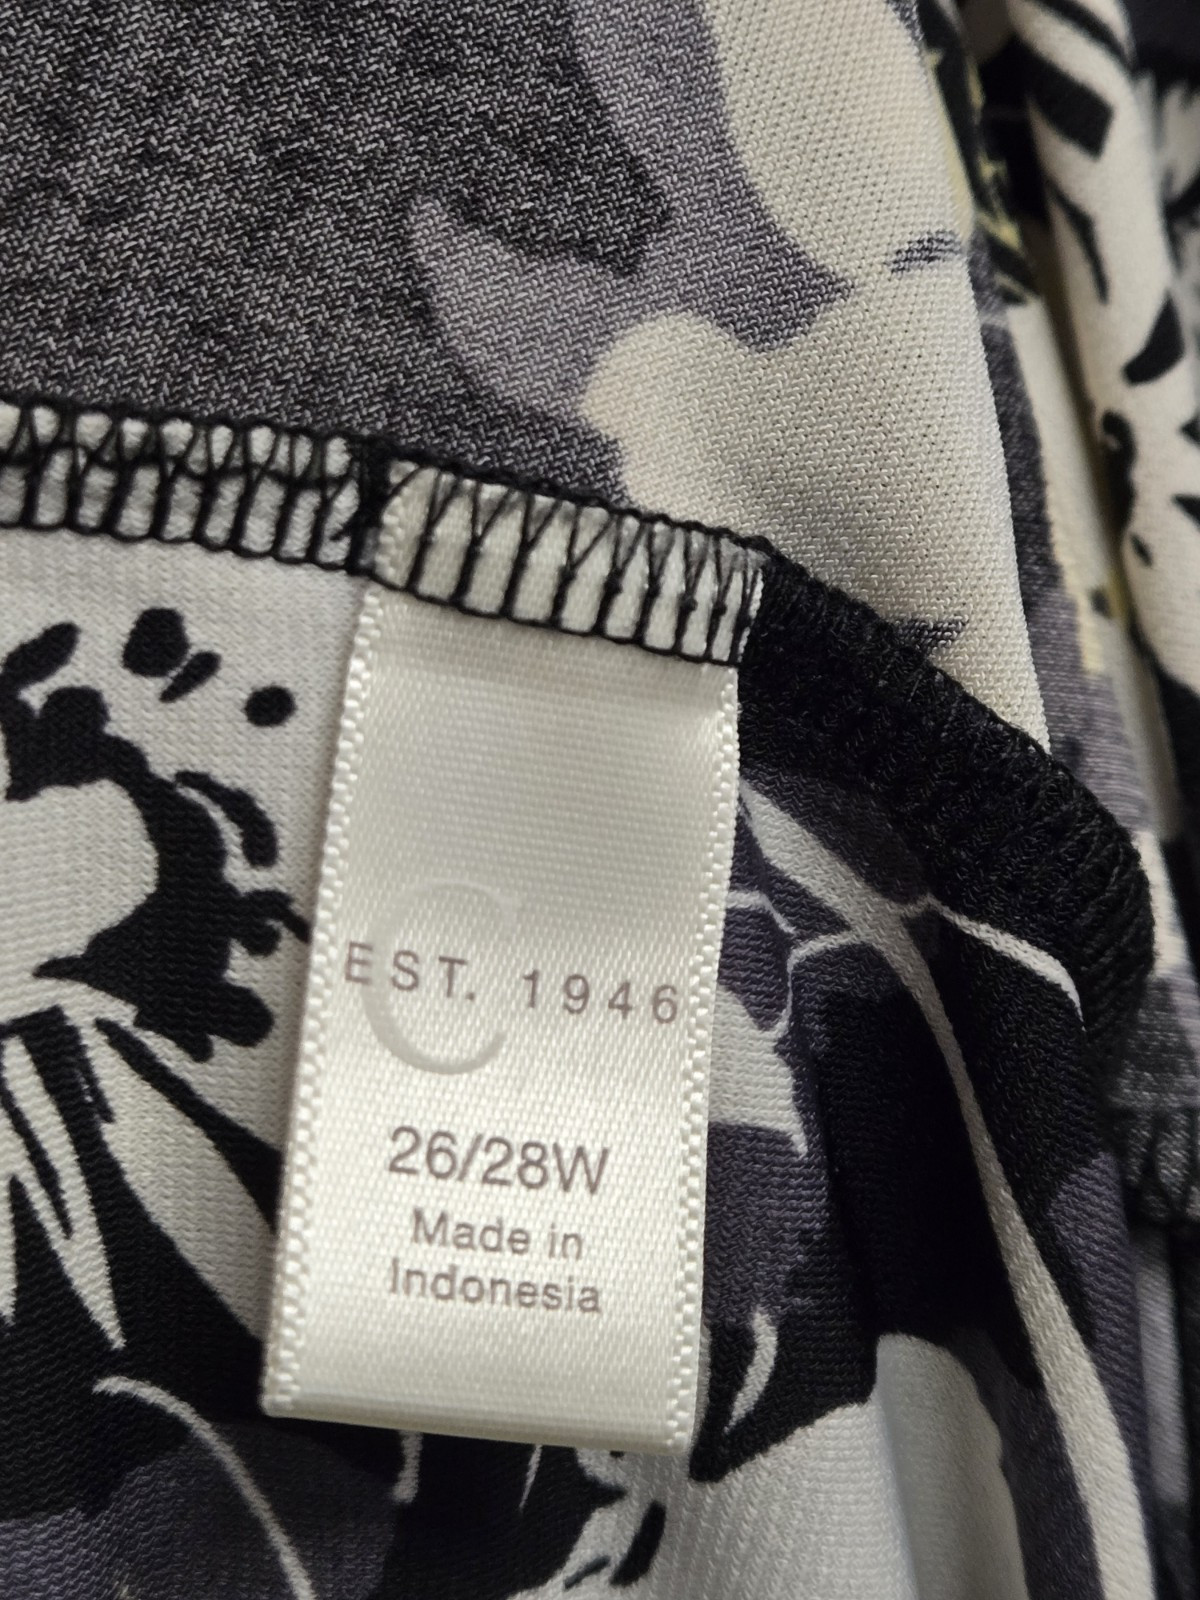 C
EST. 1946
26/28W
Made in
Indonesia